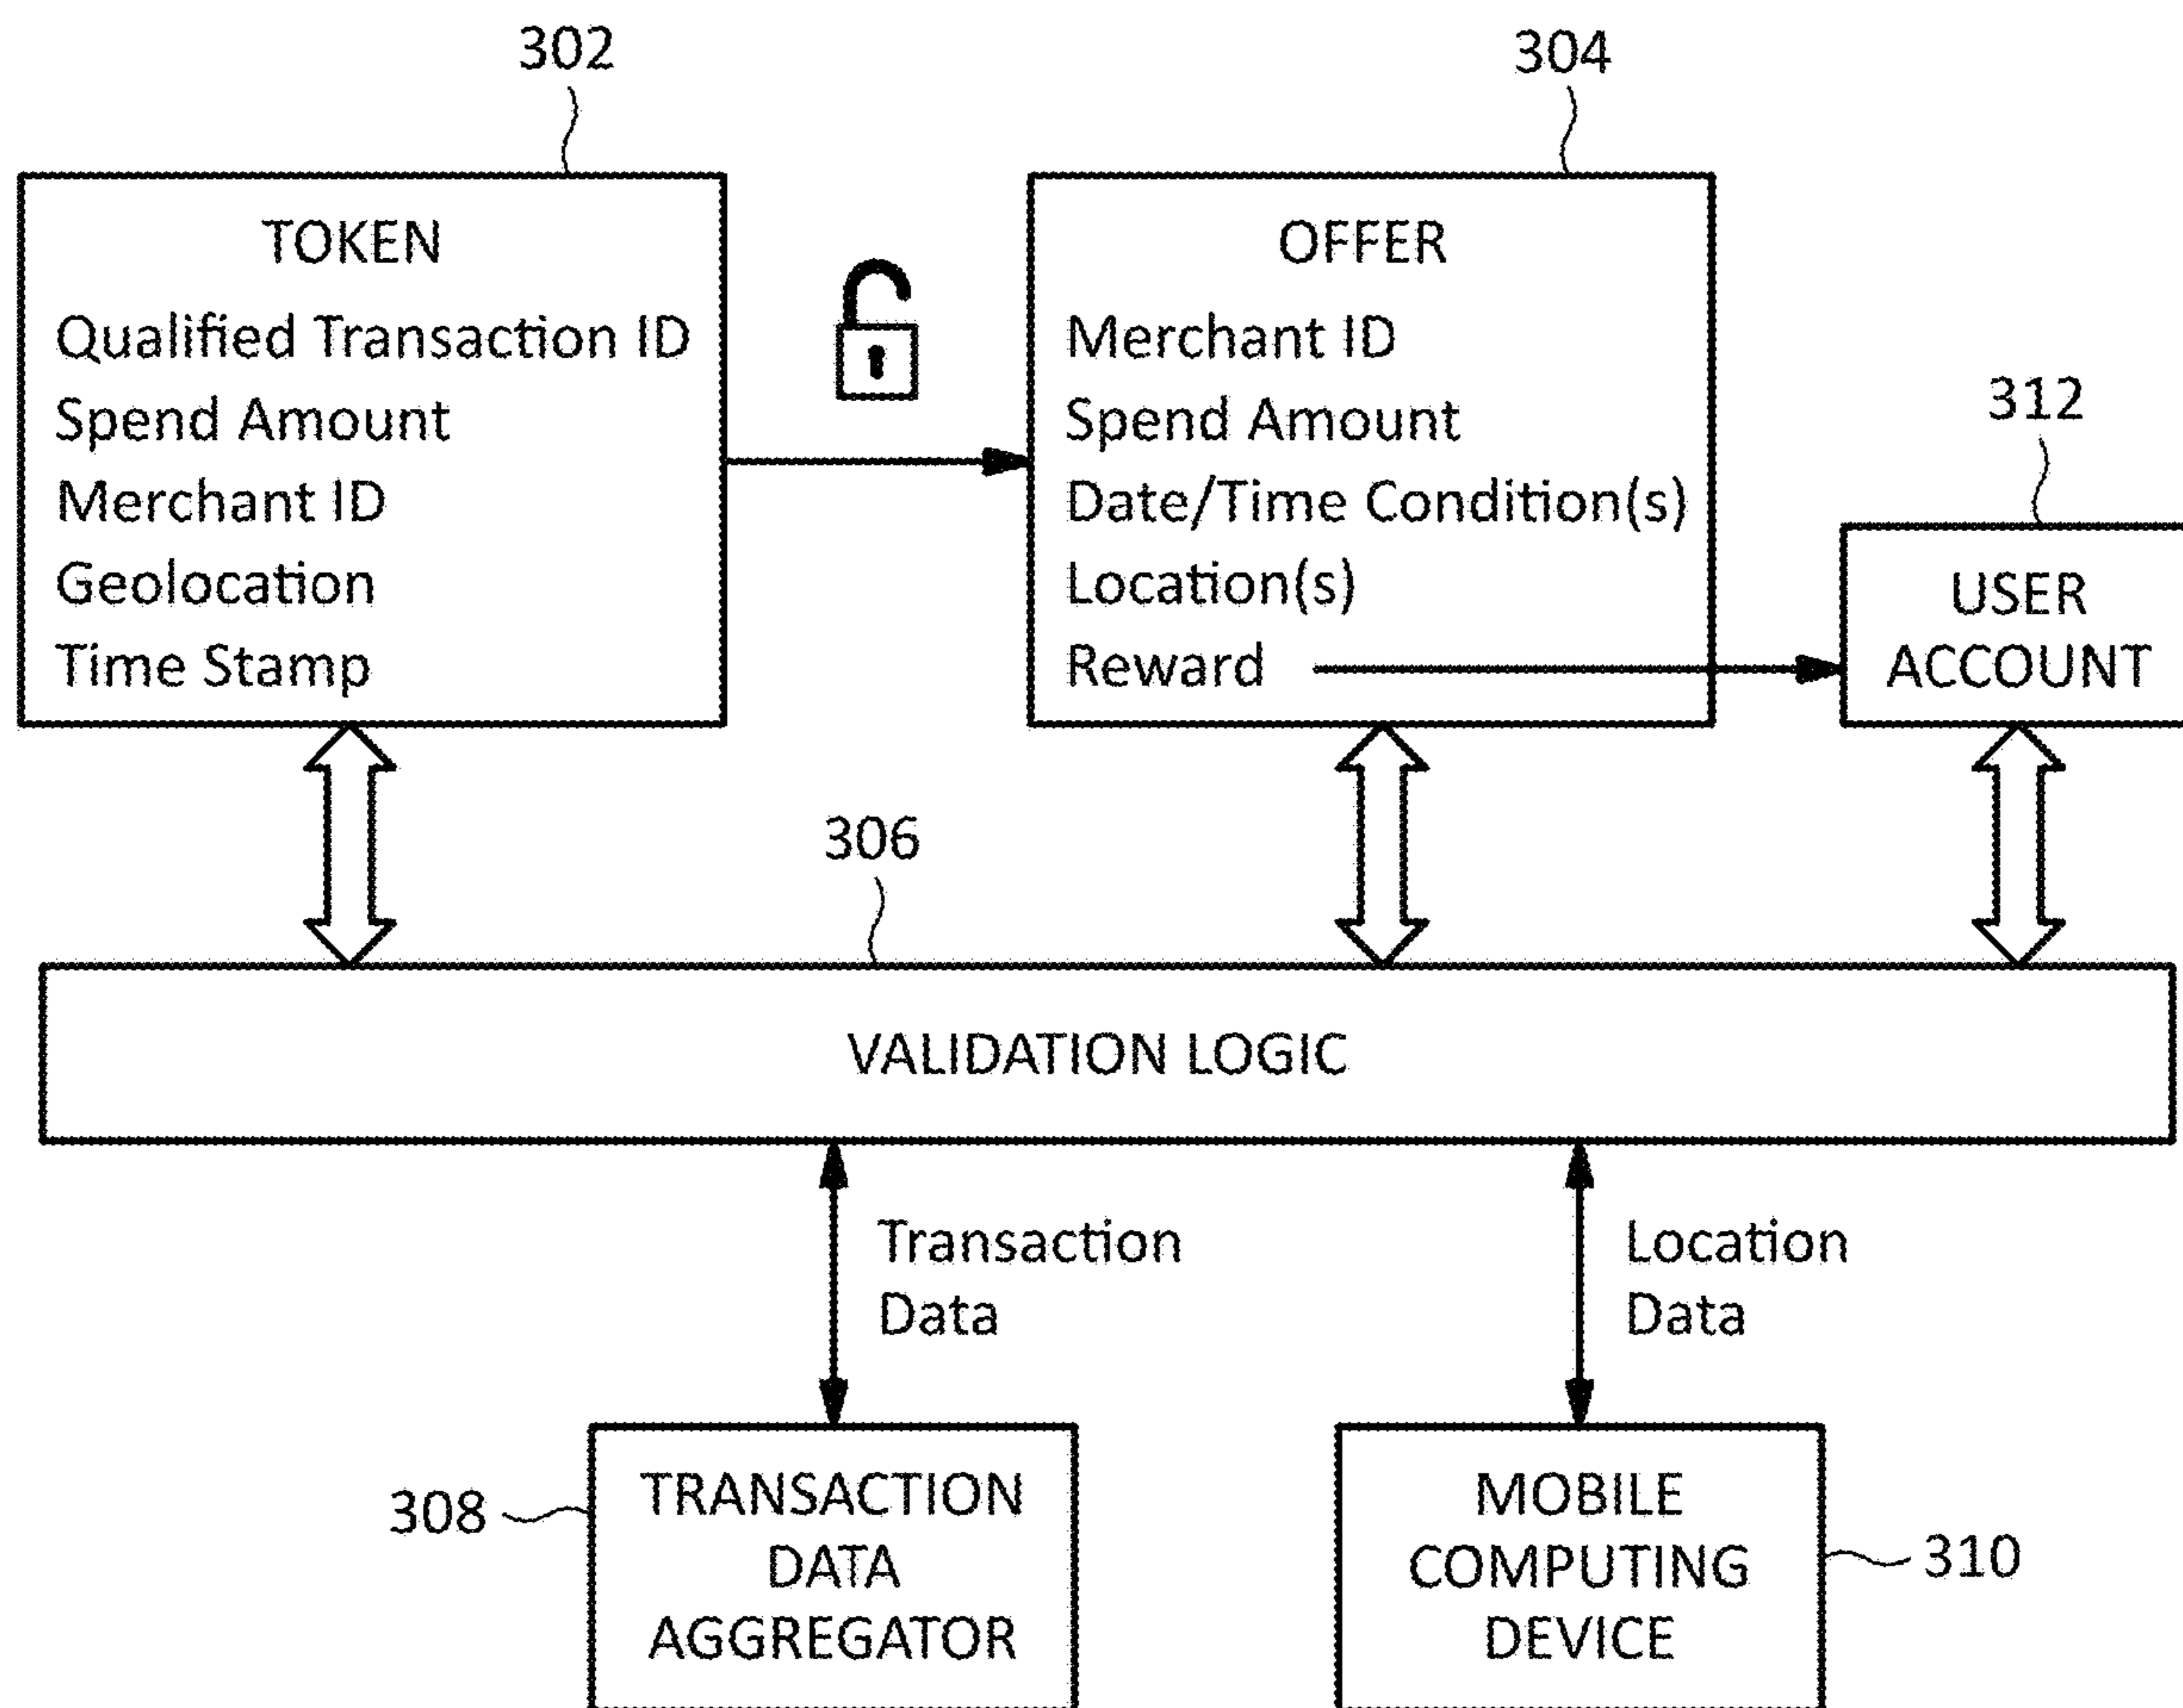 302
304
TOKEN
Qualified Transaction ID
Spend Amount
Merchant ID
Geolocation
Time Stamp
OFFER
Merchant ID
Spend Amount
Date/Time Condition(s)
Location(s)
Reward
312
USER
ACCOUNT
306
VALIDATION LOGIC
Transaction
Data
Location
Data
308
TRANSACTION
DATA
AGGREGATOR
MOBILE
COMPUTING
DEVICE
310